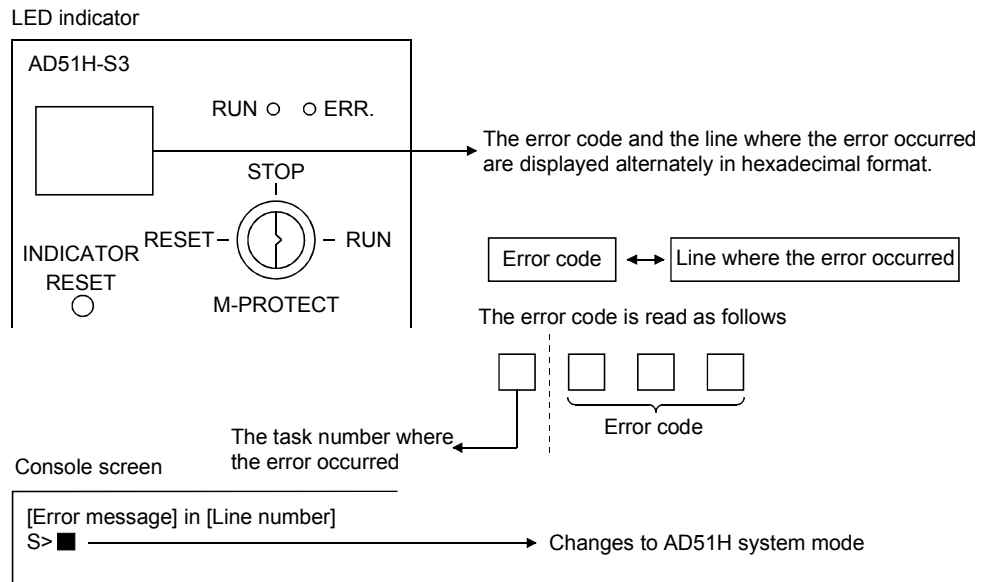 LED indicator
AD51H-S3
RUN ERR.
The error code and the line where the error occurred
are displayed alternately in hexadecimal format.
STOP
RESET
RUN
INDICATOR
RESET
M-PROTECT
Error code
Line where the error occurred
The error code is read as follows
Error code
The task number where
the error occurred
Console screen
[Error message] in [Line number]
S>
Changes to AD51H system mode